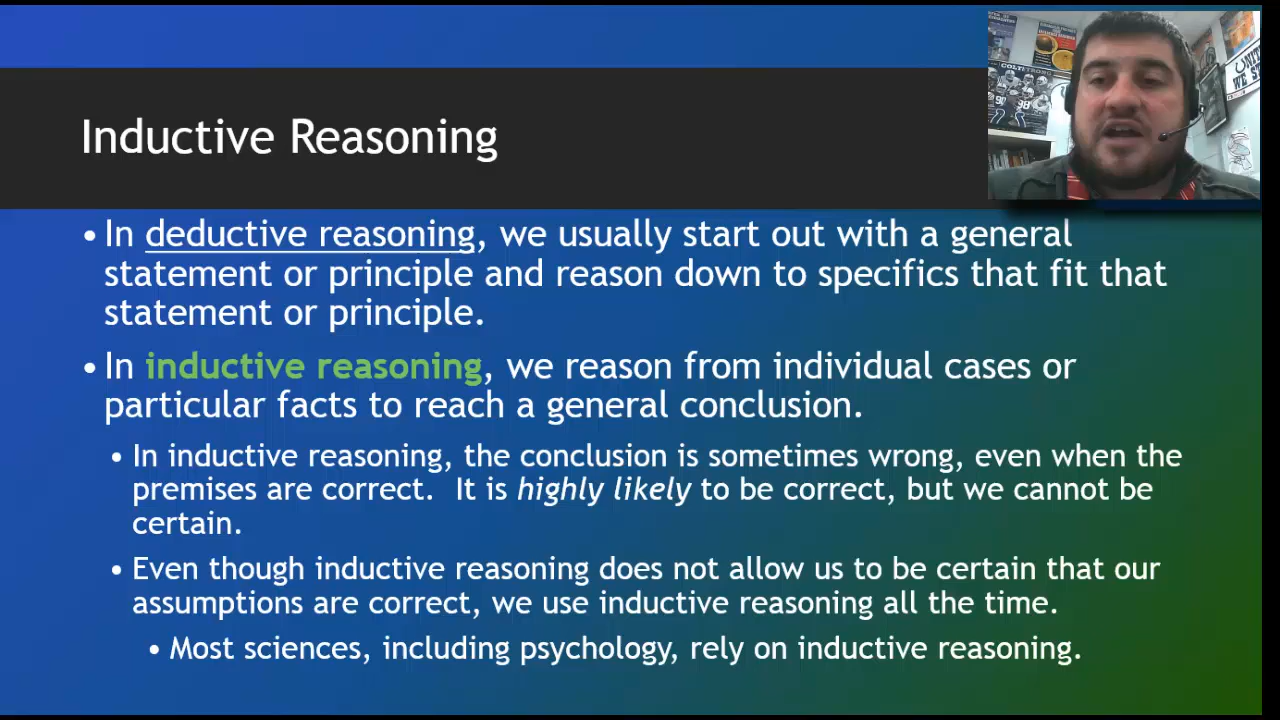 Inductive Reasoning
COLTSTRONG
UNITE
WE ST
• In deductive reasoning, we usually start out with a general
statement or principle and reason down to specifics that fit that
statement or principle.
• In inductive reasoning, we reason from individual cases or
particular facts to reach a general conclusion.
• In inductive reasoning, the conclusion is sometimes wrong, even when the
premises are correct.  It is highly likely to be correct, but we cannot be
certain.
• Even though inductive reasoning does not allow us to be certain that our
assumptions are correct, we use inductive reasoning all the time.
• Most sciences, including psychology, rely on inductive reasoning.